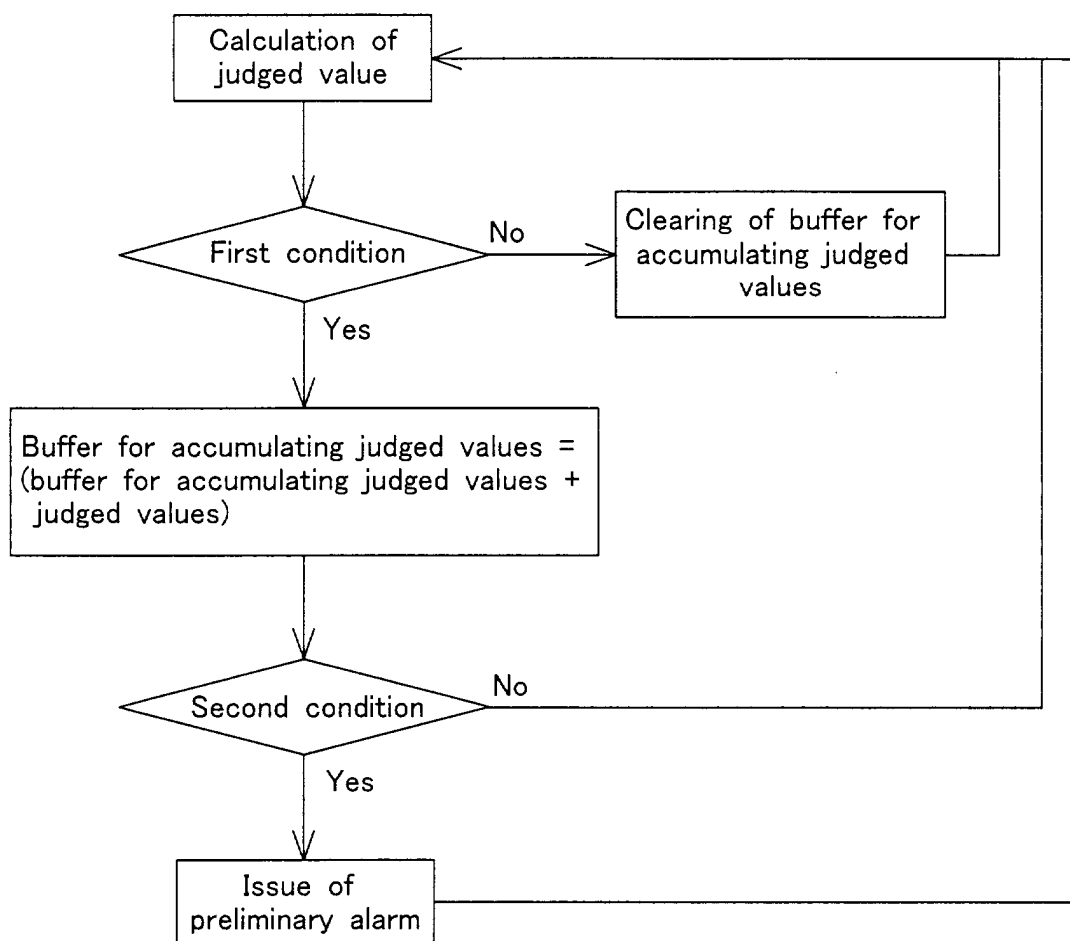 Calculation of
judged value
First condition
No
Clearing of buffer for
accumulating judged
values
Yes
Buffer for accumulating judged values =
(buffer for accumulating judged values +
judged values)
Second condition
No
Yes
Issue of
preliminary alarm